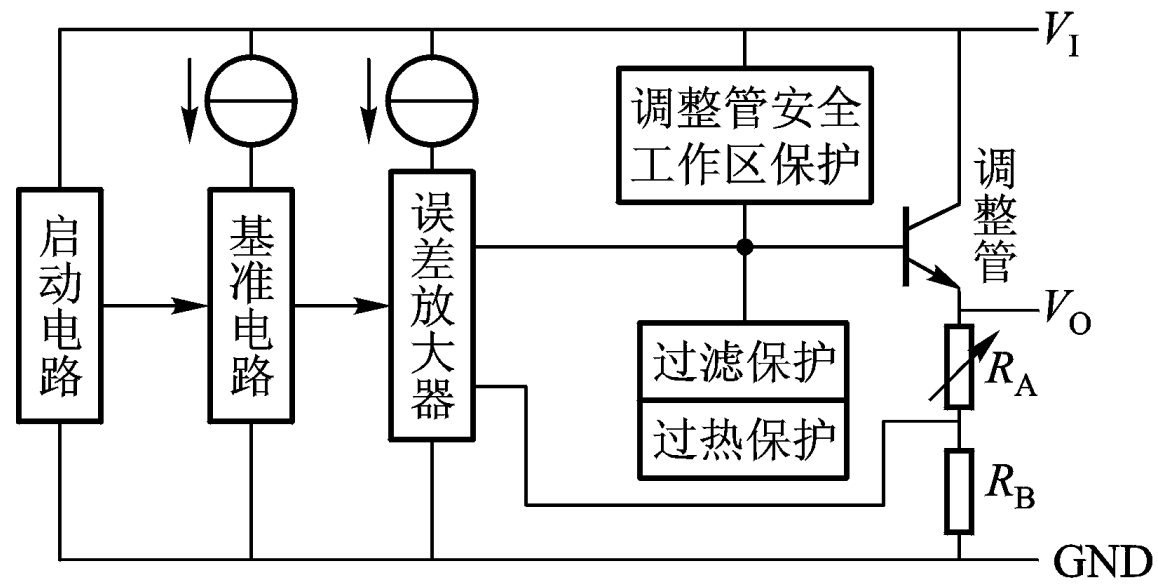 V_I
调整管安全
工作区保护
启动电路
基准电路
误差放大器
调整管
V_O
过滤保护
过热保护
R_A
R_B
GND